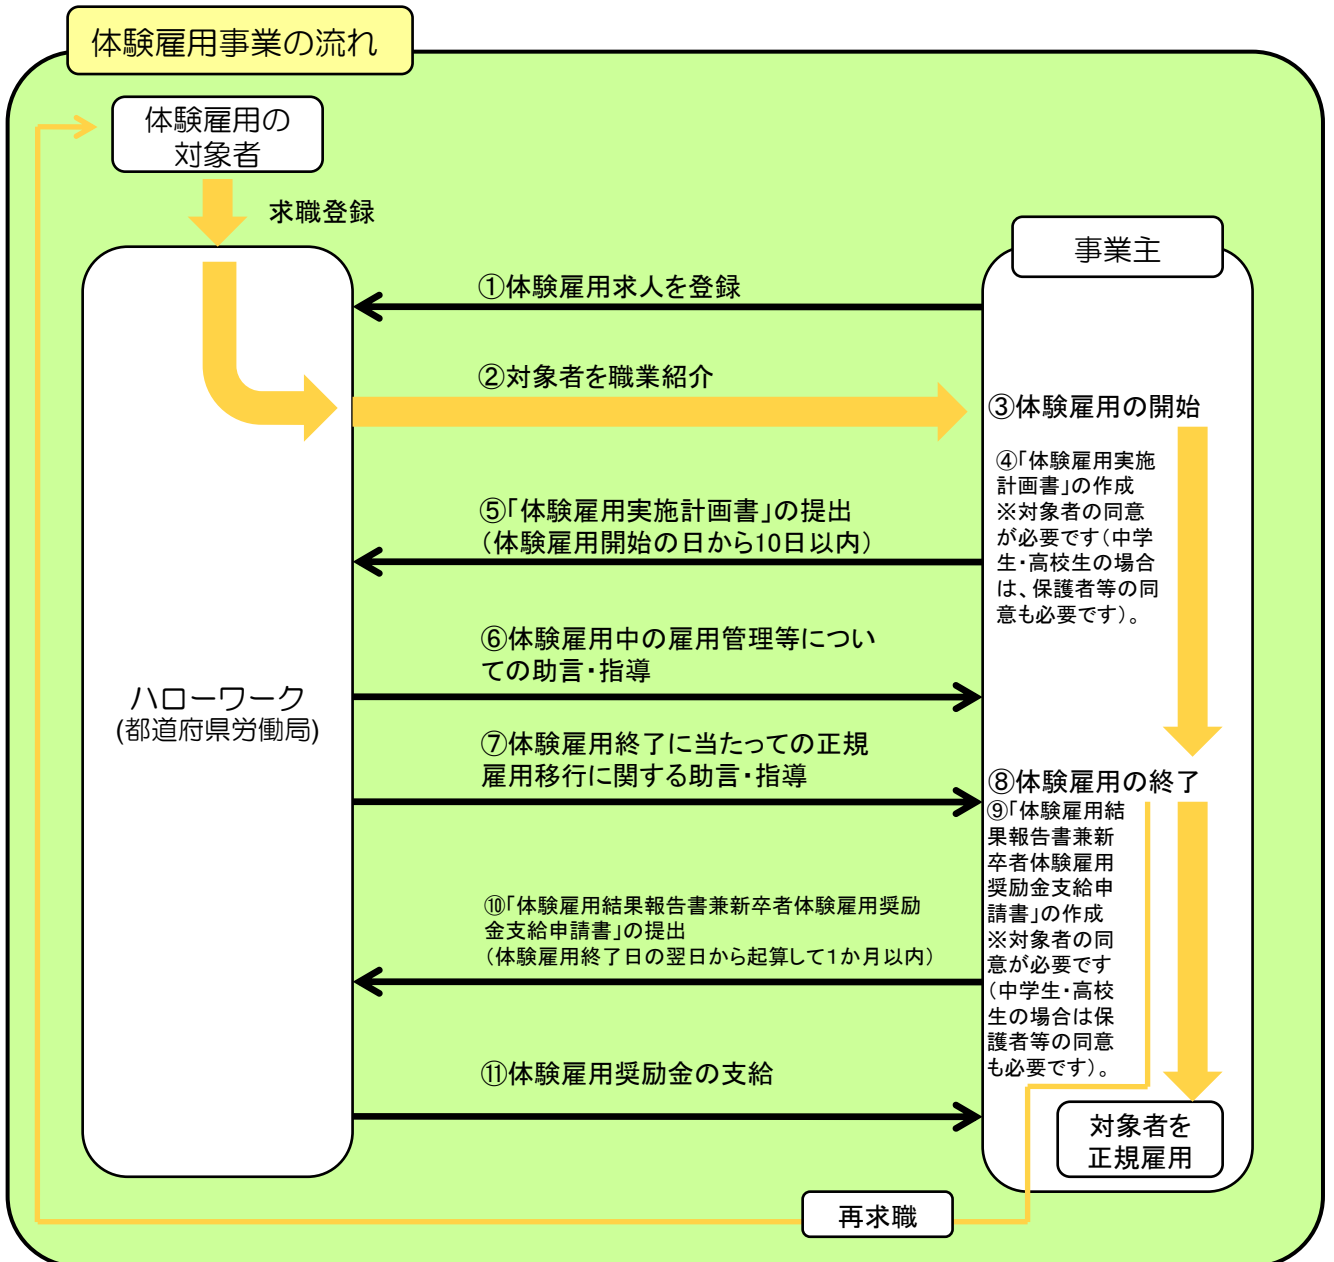 体験雇用事業の流れ
体験雇用の
対象者
求職登録
事業主
①体験雇用求人を登録
②対象者を職業紹介
③体験雇用の開始
④「体験雇用実施
計画書」の作成
※対象者の同意
が必要です(中学
生・高校生の場合
は、保護者等の同
意も必要です)。
⑤「体験雇用実施計画書」の提出
(体験雇用開始の日から10日以内)
⑥体験雇用中の雇用管理等につい
ての助言・指導
ハローワーク
(都道府県労働局)
⑦体験雇用終了に当たっての正規
雇用移行に関する助言・指導
⑧体験雇用の終了
⑨「体験雇用結
果報告書兼新
卒者体験雇用
奨励金支給申
請書」の作成
※対象者の同
意が必要です
(中学生・高校
生の場合は保
護者等の同意
も必要です)。
⑩「体験雇用結果報告書兼新卒者体験雇用奨励
金支給申請書」の提出
(体験雇用終了日の翌日から起算して1か月以内)
⑪体験雇用奨励金の支給
対象者を
正規雇用
再求職